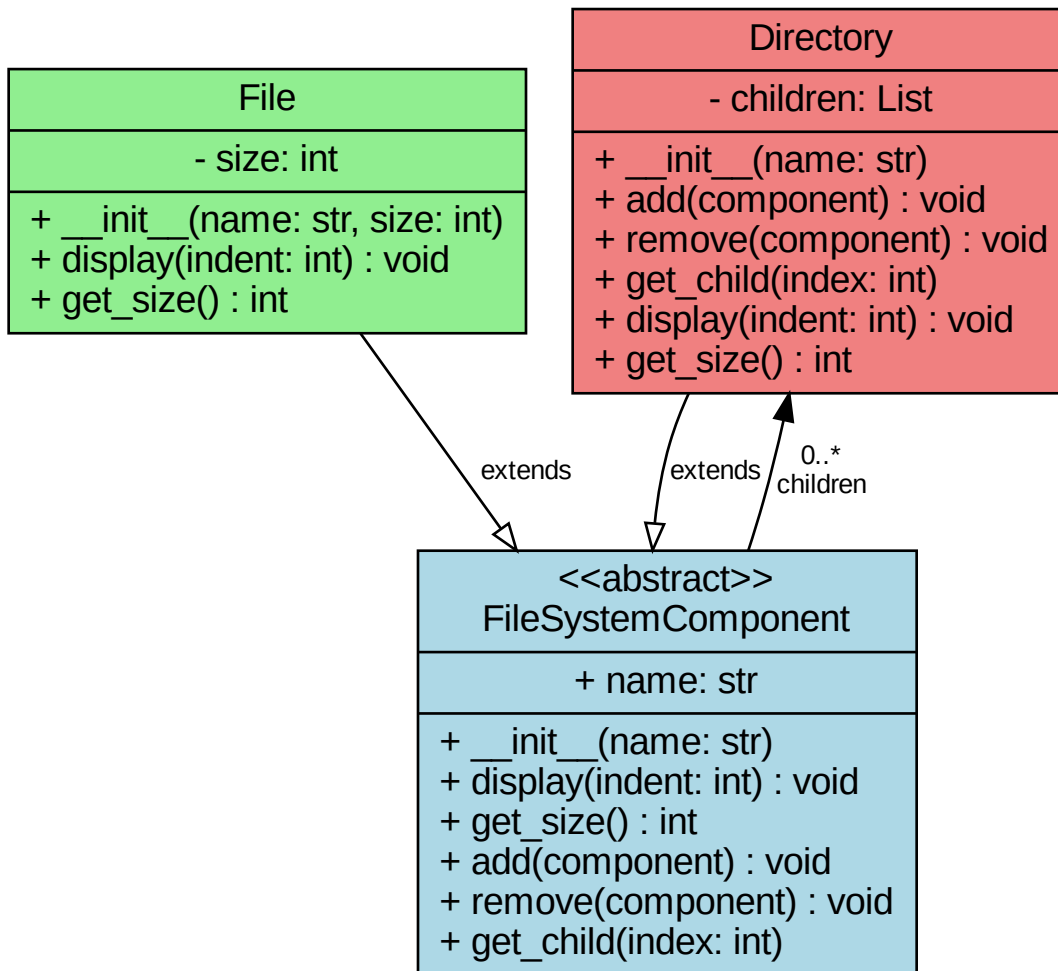 File
- size: int
+ __init__(name: str, size: int)
+ display(indent: int) : void
+ get_size() : int
Directory
- children: List
+ __init__(name: str)
+ add(component) : void
+ remove(component) : void
+ get_child(index: int)
+ display(indent: int) : void
+ get_size() : int
extends
extends
0..*
children
<<abstract>>
FileSystemComponent
+ name: str
+ __init__(name: str)
+ display(indent: int) : void
+ get_size() : int
+ add(component) : void
+ remove(component) : void
+ get_child(index: int)